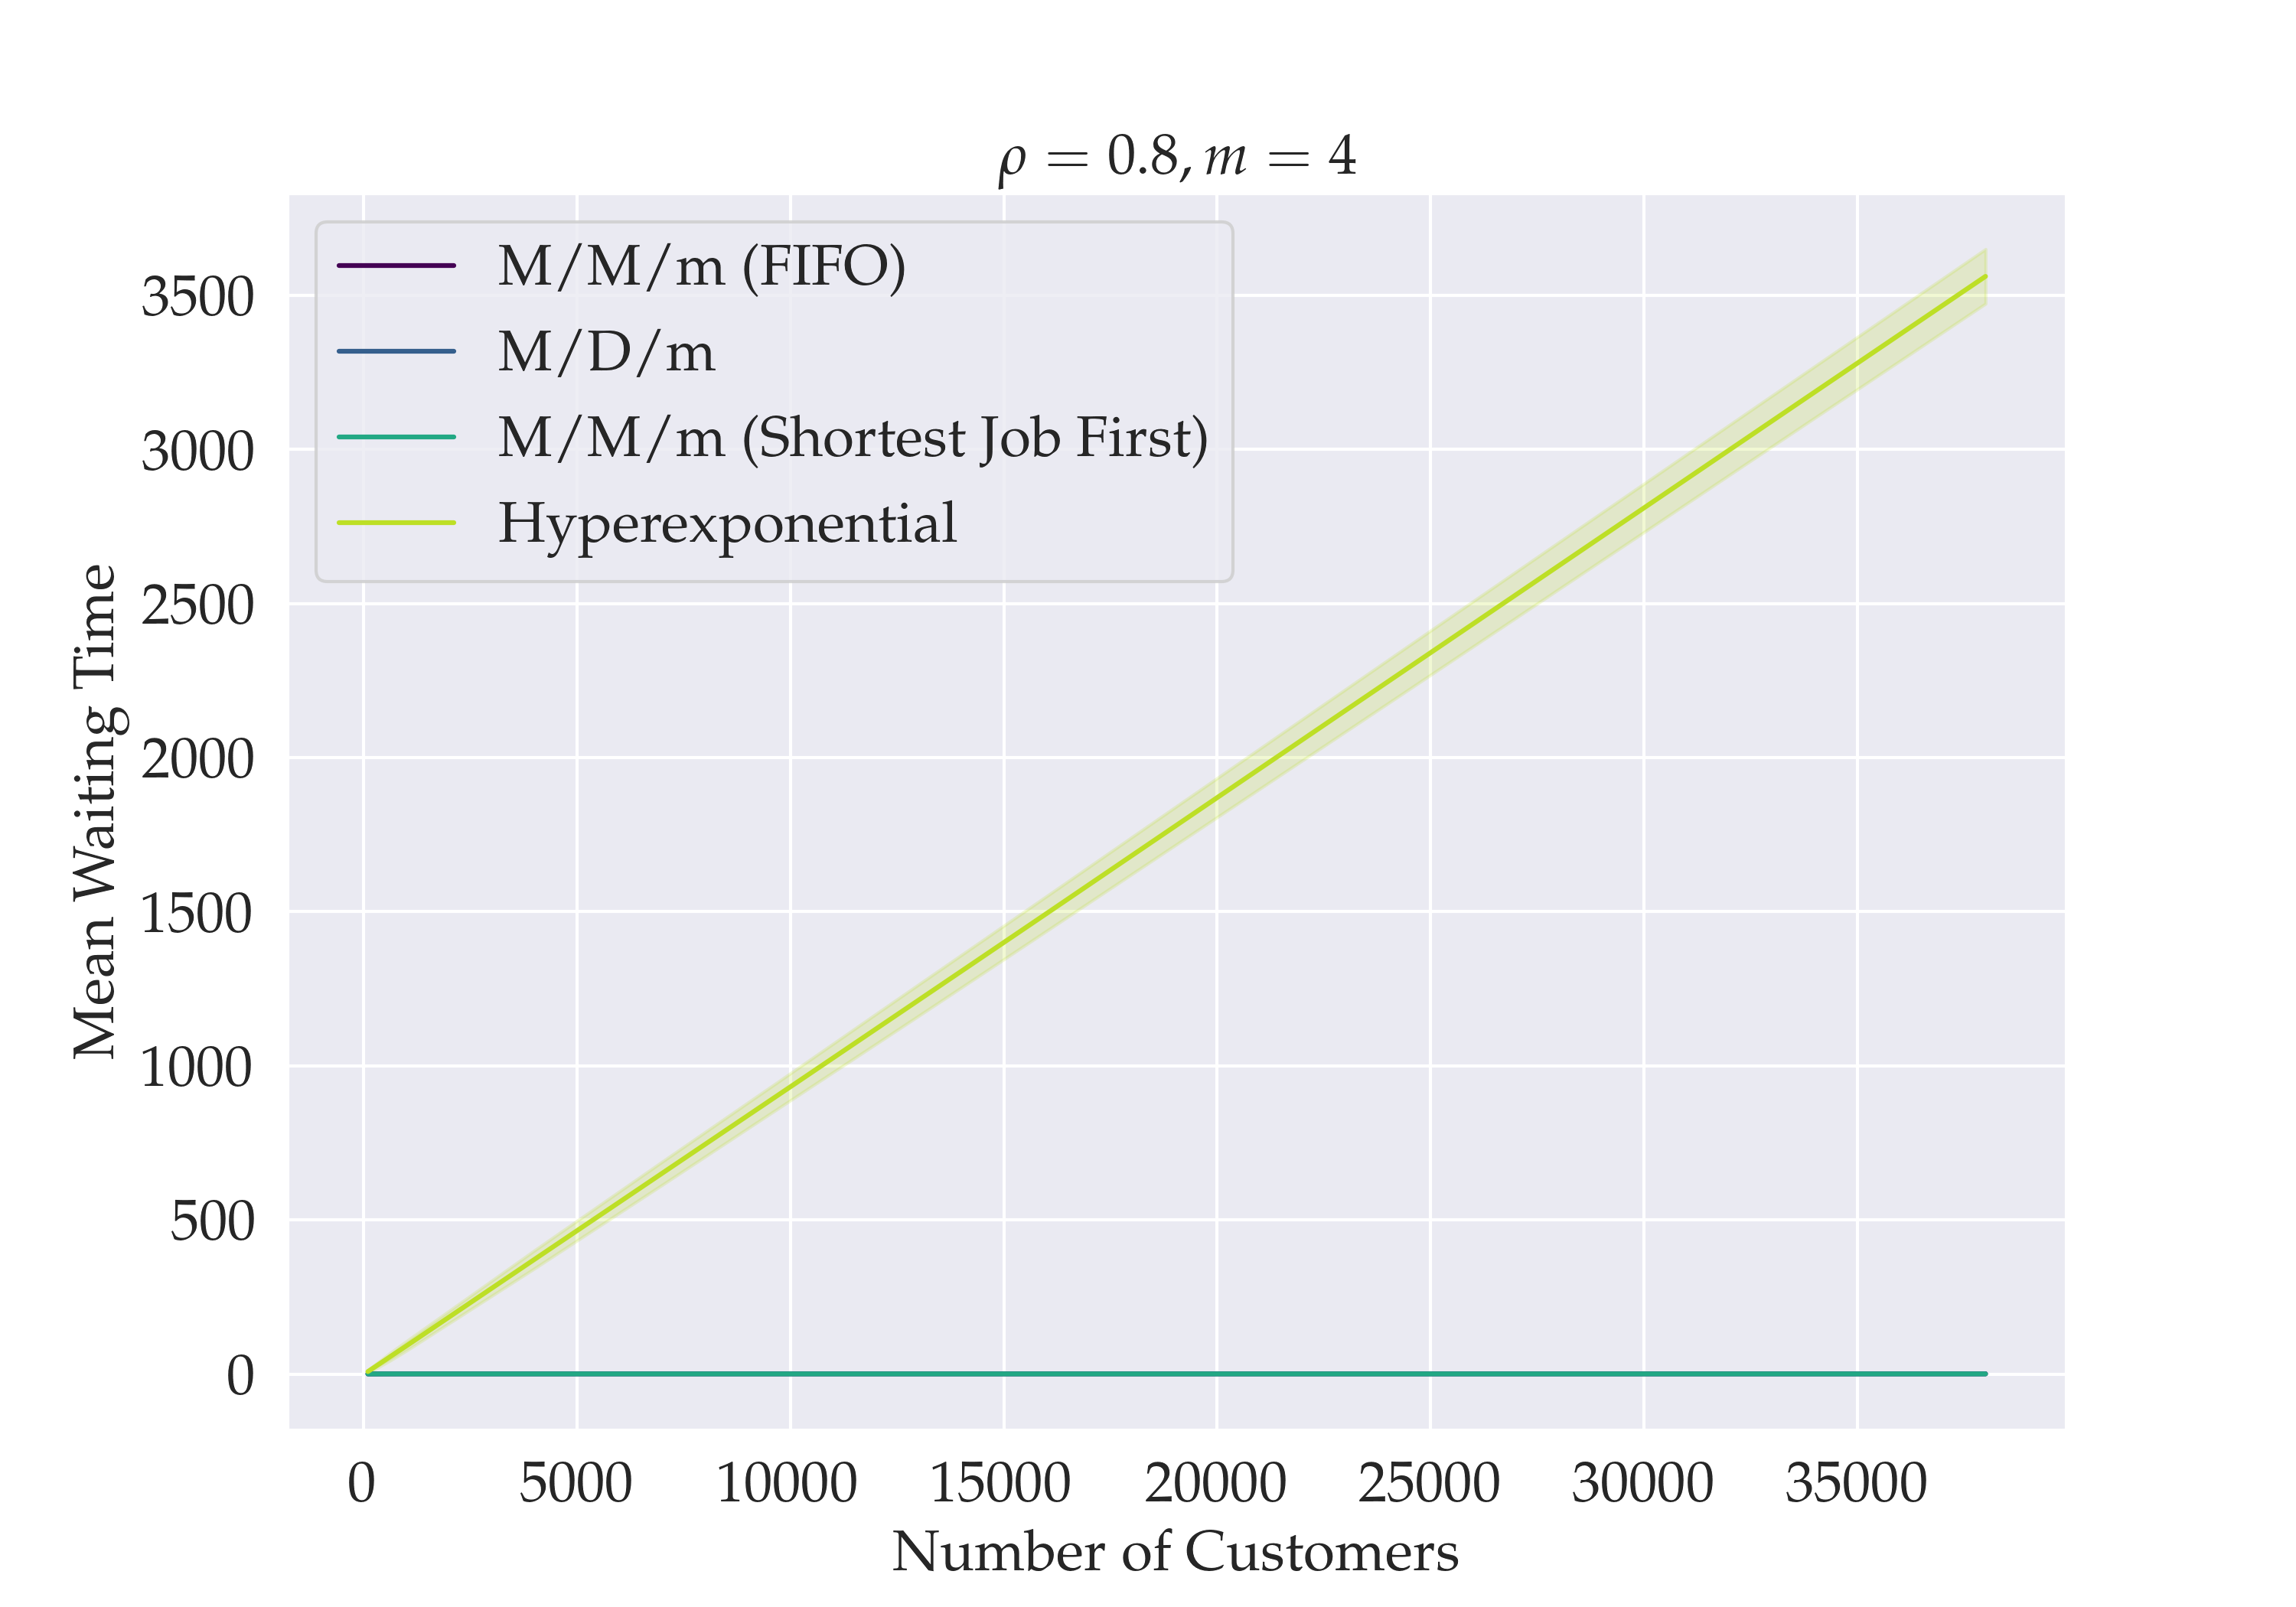 ρ = 0.8, m = 4
M/M/m (FIFO)
M/D/m
M/M/m (Shortest Job First)
Hyperexponential
Mean Waiting Time
3500
3000
2500
2000
1500
1000
500
0
0 5000 10000 15000 20000 25000 30000 35000
Number of Customers